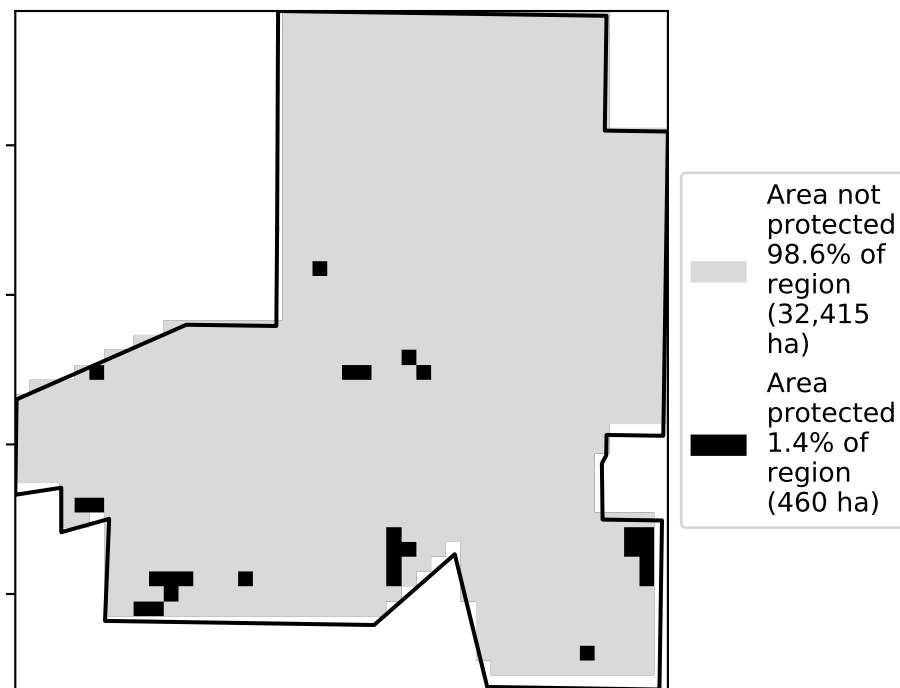 Area not
protected
98.6% of
region
(32,415
ha)
Area
protected
1.4% of
region
(460 ha)